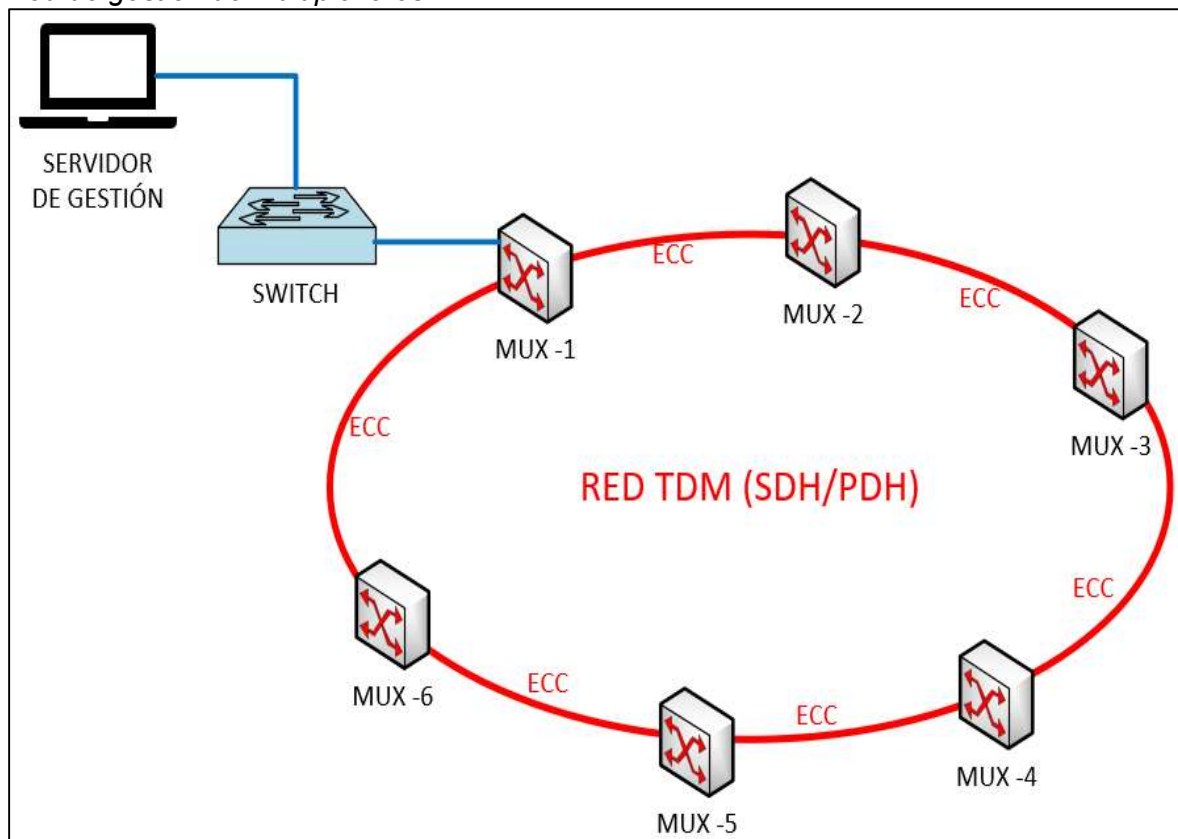 SERVIDOR
DE GESTIÓN
SWITCH
MUX -1
ECC
MUX -2
ECC
MUX -3
ECC
RED TDM (SDH/PDH)
ECC
MUX -6
ECC
MUX -5
ECC
MUX -4